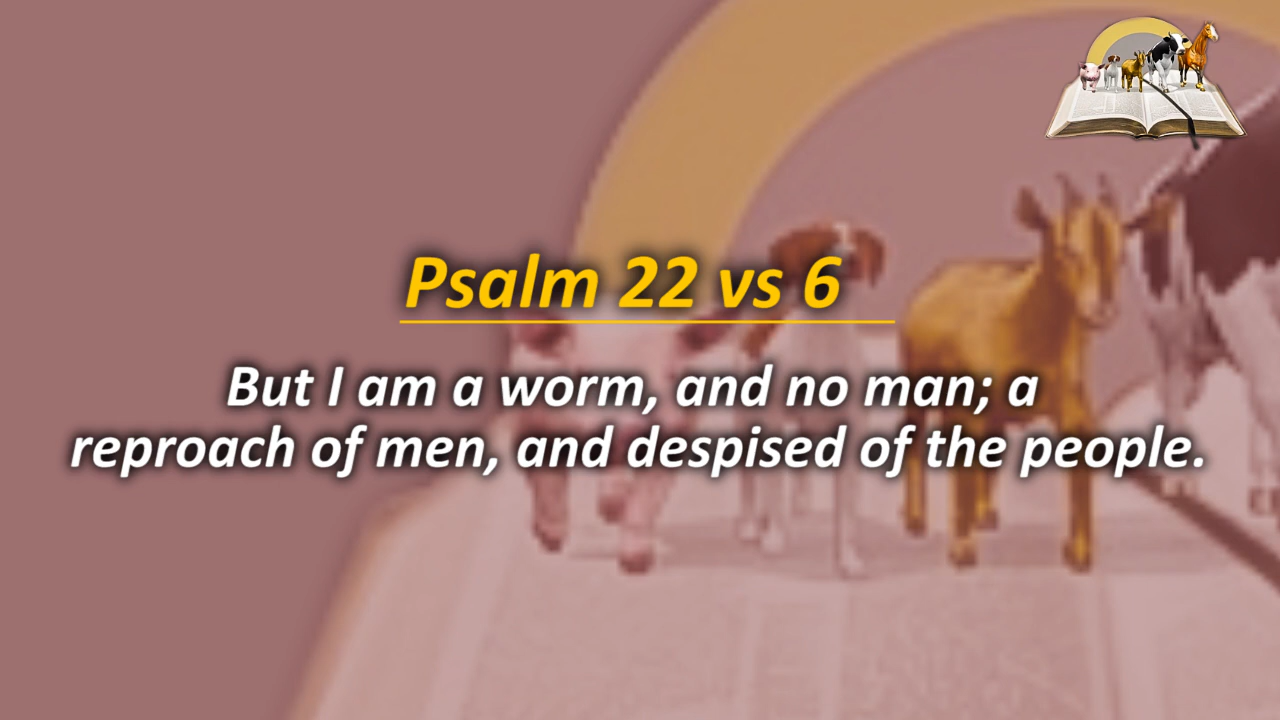 Psalm 22 vs 6
But I am a worm, and no man; a
reproach of men, and despised of the people.